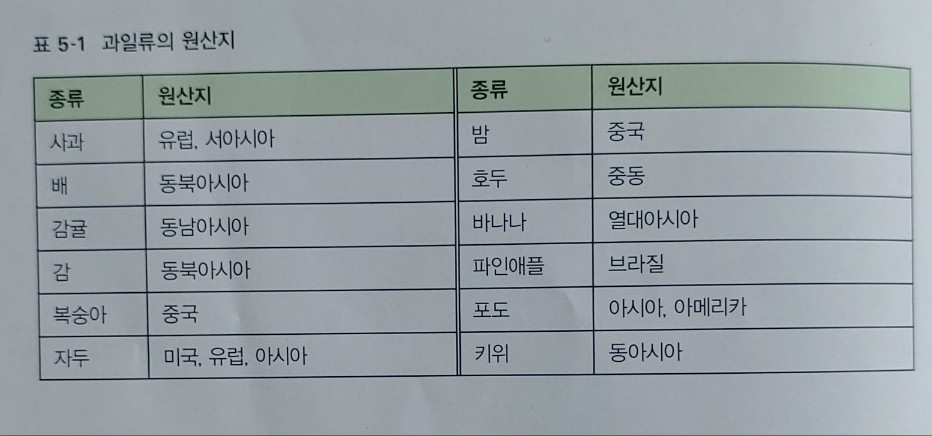 표 5-1 과일류의 원산지
종류 원산지 종류 원산지
사과 유럽, 서아시아 밤 중국
배 동북아시아 호두 중동
감귤 동남아시아 바나나 열대아시아
감 동북아시아 파인애플 브라질
복숭아 중국 포도 아시아, 아메리카
자두 미국, 유럽, 아시아 키위 동아시아